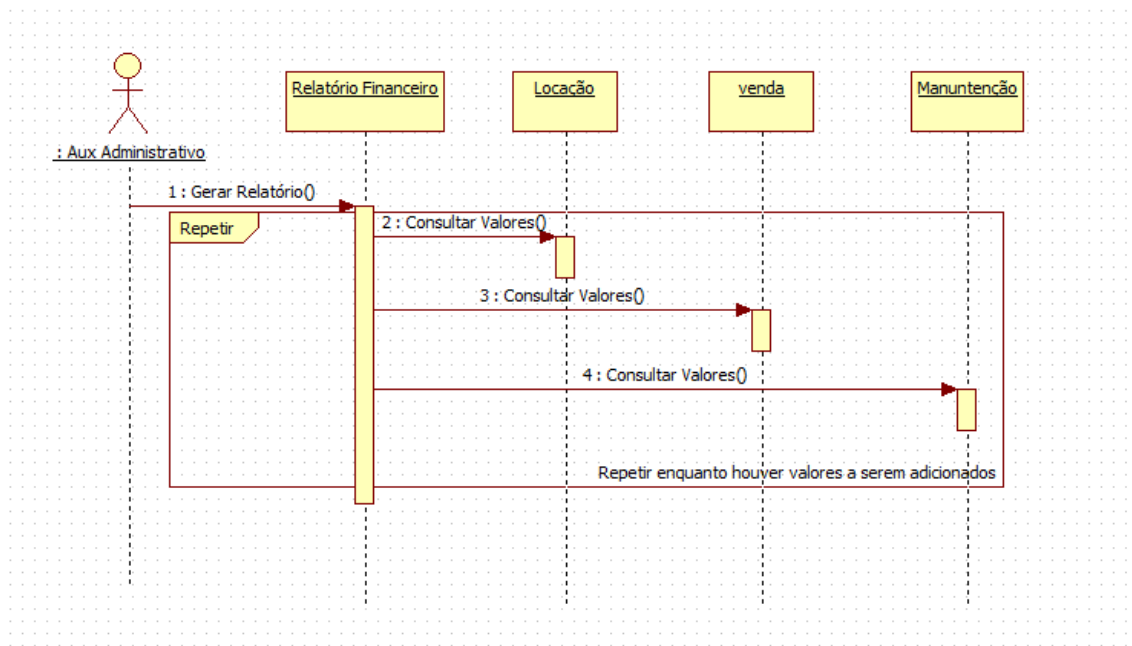 Relatório Financeiro
Locação
venda
Manuntenção
: Aux Administrativo
1 : Gerar Relatório()
Repetir
2 : Consultar Valores()
3 : Consultar Valores()
4 : Consultar Valores()
Repetir enquanto houver valores a serem adicionados